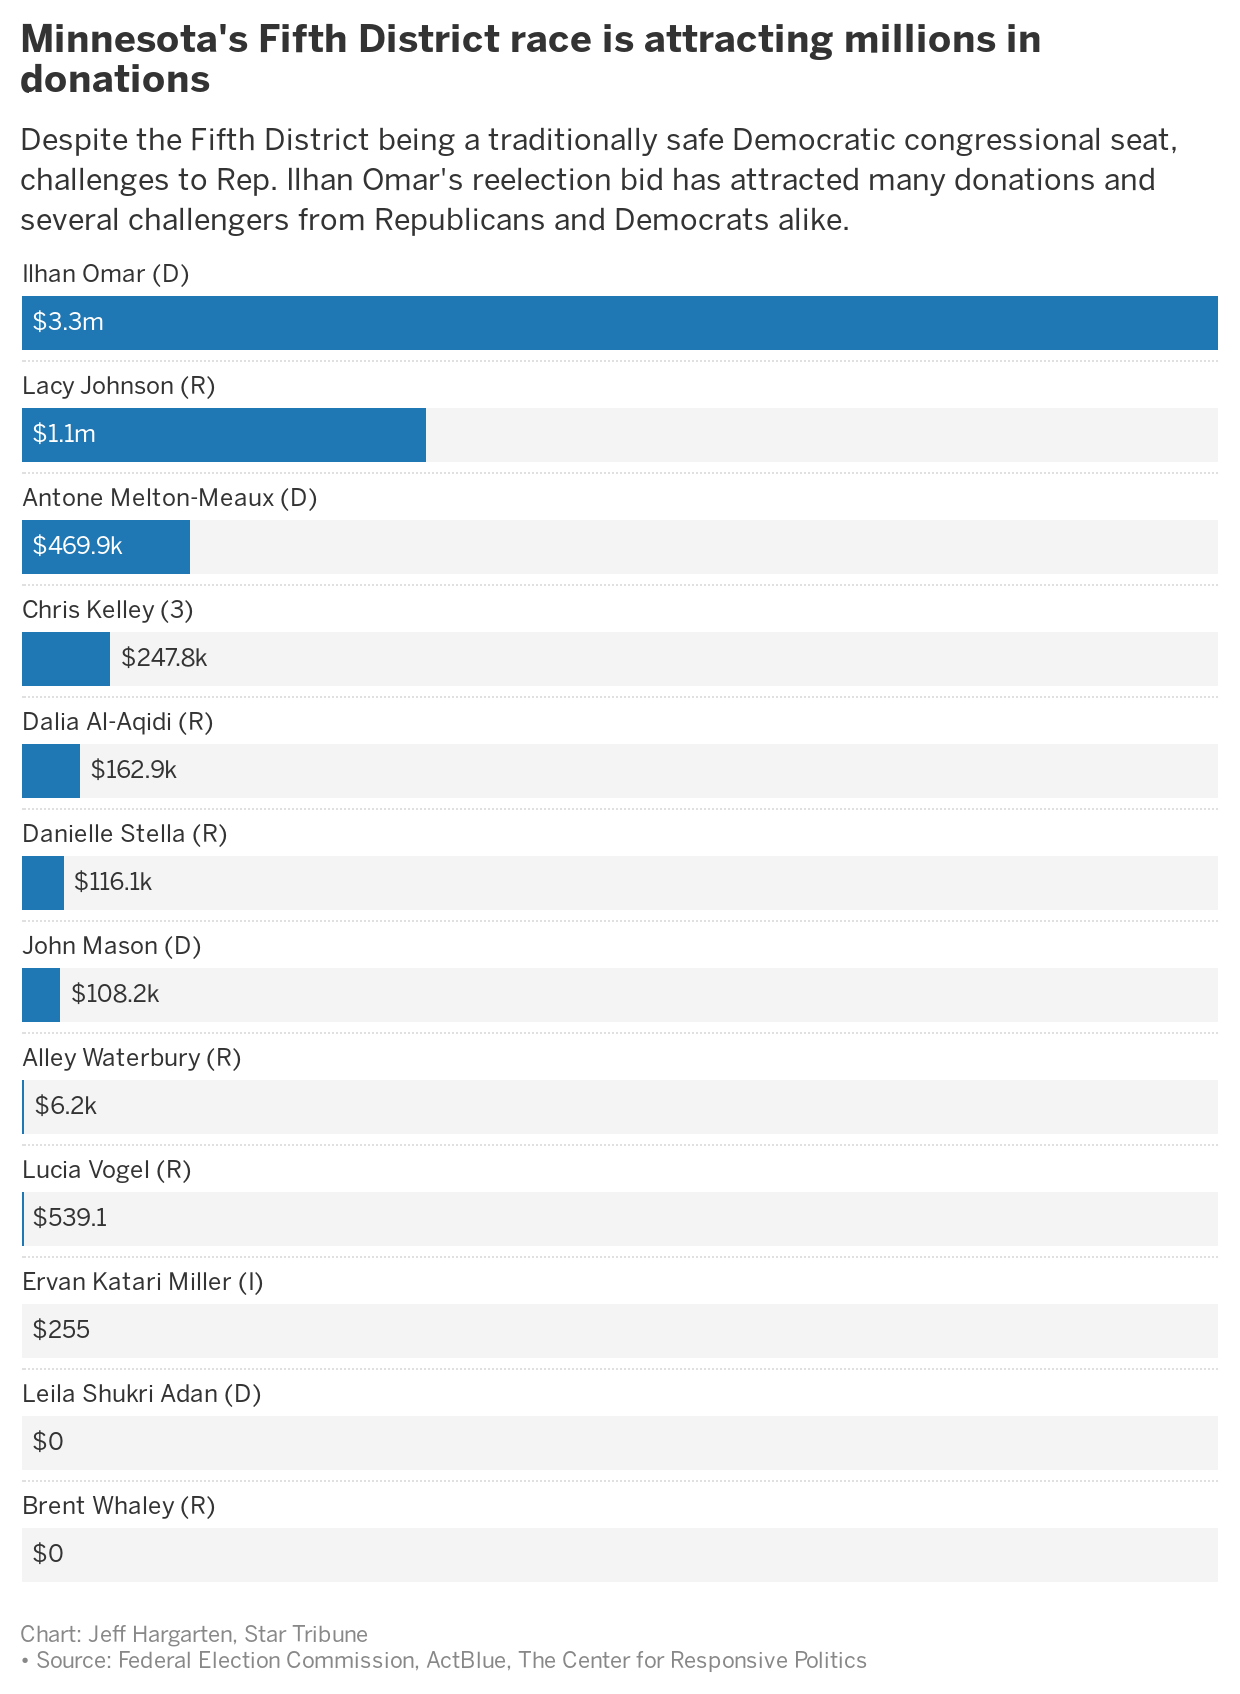 Minnesota's Fifth District race is attracting millions in
donations
Despite the Fifth District being a traditionally safe Democratic congressional seat,
challenges to Rep. Ilhan Omar's reelection bid has attracted many donations and
several challengers from Republicans and Democrats alike.
Ilhan Omar (D)
$3.3m
Lacy Johnson (R)
$1.1m
Antone Melton-Meaux (D)
$469.9k
Chris Kelley (3)
$247.8k
Dalia Al-Aqidi (R)
$162.9k
Danielle Stella (R)
$116.1k
John Mason (D)
$108.2k
Alley Waterbury (R)
$6.2k
Lucia Vogel (R)
$539.1
Ervan Katari Miller (I)
$255
Leila Shukri Adan (D)
$0
Brent Whaley (R)
$0
Chart: Jeff Hargarten, Star Tribune
• Source: Federal Election Commission, ActBlue, The Center for Responsive Politics